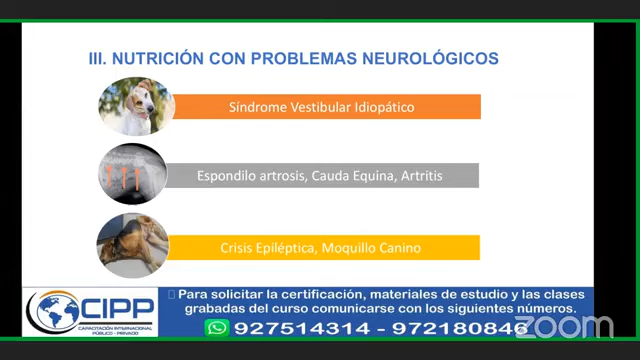 III. NUTRICIÓN CON PROBLEMAS NEUROLÓGICOS
Síndrome Vestibular Idiopático
Espondilo artrosis, Cauda Equina, Artritis
Crisis Epiléptica, Moquillo Canino
CIPP
CAPACITACIÓN INTERNACIONAL
PÚBLICO - PRIVADO
Para solicitar la certificación, materiales de estudio y las clases
grabadas del curso comunicarse con los siguientes números.
927514314 - 972180846
zoom